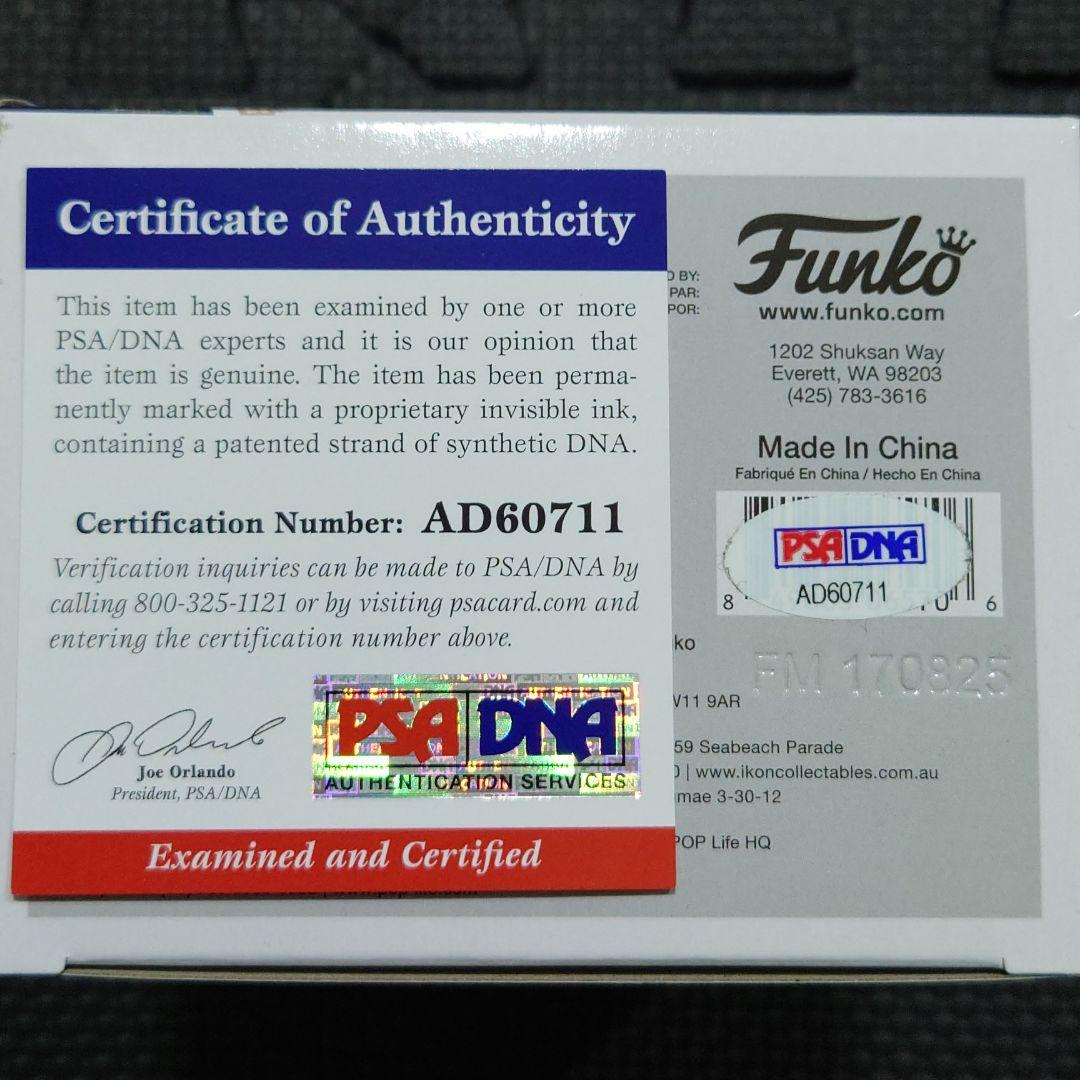 Certificate of Authenticity
This item has been examined by one or more
PSA/DNA experts and it is our opinion that
the item is genuine. The item has been perma-
nently marked with a proprietary invisible ink,
containing a patented strand of synthetic DNA.
Certification Number: AD60711
Verification inquiries can be made to PSA/DNA by
calling 800-325-1121 or by visiting psacard.com and
entering the certification number above.
Joe Orlando
President, PSA/DNA
PSA DNA
AUTHENTICATION SERVICES
Examined and Certified
D BY:
PAR:
POR:
Funko
www.funko.com
1202 Shuksan Way
Everett, WA 98203
(425) 783-3616
Made In China
Fabriqué En China / Hecho En China
PSA DNA
AD60711
8 6
FM 170825
W11 9AR
59 Seabeach Parade
| www.ikoncollectables.com.au
3-30-12
POP Life HQ